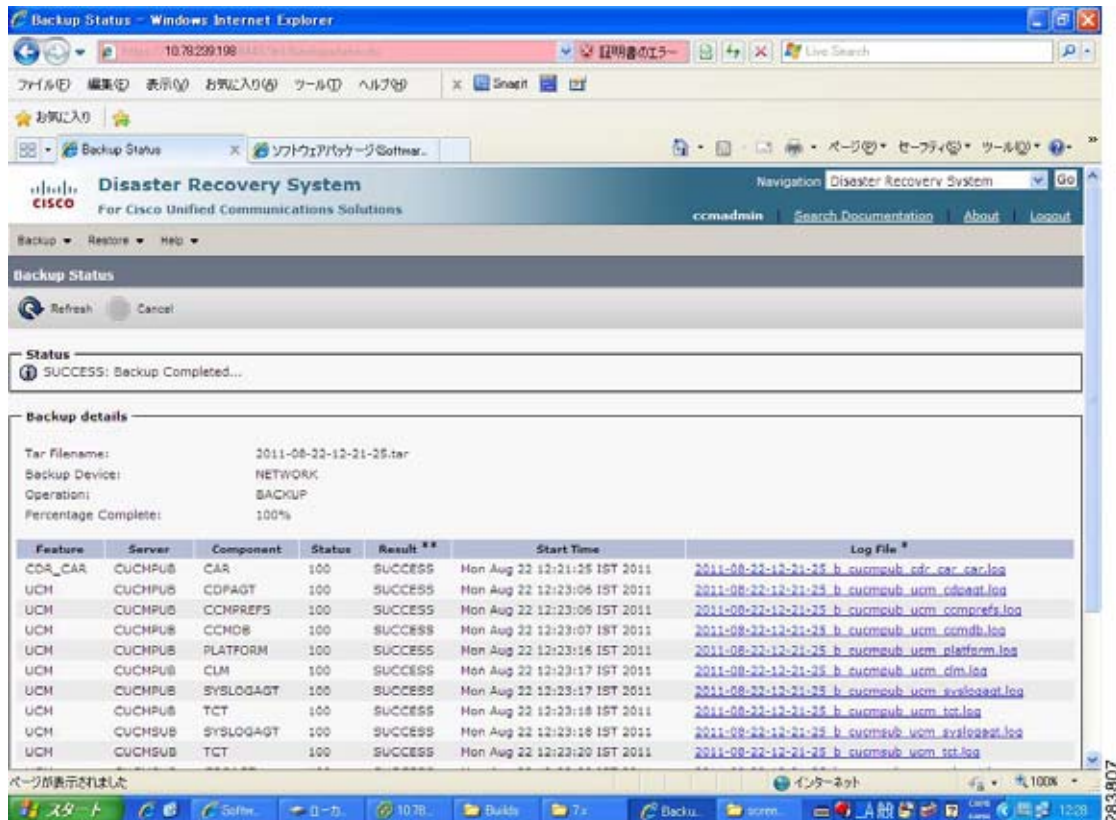 Backup Status - Windows Internet Explorer
10.78.239.198
証明書のエラー
Live Search
ファイル(F) 編集(E) 表示(V) お気に入り(A) ツール(T) ヘルプ(H) x SnagIt
お気に入り
Backup Status x ソフトウェアパッケージ (Softwar...
ページ(P) セーフティ(S) ツール(O)
cisco
Disaster Recovery System
For Cisco Unified Communications Solutions
Navigation Disaster Recovery System Go
ccmadmin Search Documentation About Logout
Backup Restore Help
Backup Status
Refresh Cancel
Status
SUCCESS: Backup Completed...
Backup details
Tar Filename: 2011-08-22-12-21-25.tar
Backup Device: NETWORK
Operation: BACKUP
Percentage Complete: 100%
Feature Server Component Status Result ** Start Time Log File *
CDR_CAR CUCMPUB CAR 100 SUCCESS Mon Aug 22 12:21:25 IST 2011 2011-08-22-12-21-25_b_cucmpub_cdr_car_car.log
UCM CUCMPUB CDPAGT 100 SUCCESS Mon Aug 22 12:23:06 IST 2011 2011-08-22-12-21-25_b_cucmpub_ucm_cdpagt.log
UCM CUCMPUB CCMPREFS 100 SUCCESS Mon Aug 22 12:23:06 IST 2011 2011-08-22-12-21-25_b_cucmpub_ucm_ccmprefs.log
UCM CUCMPUB CCMDB 100 SUCCESS Mon Aug 22 12:23:07 IST 2011 2011-08-22-12-21-25_b_cucmpub_ucm_ccmdb.log
UCM CUCMPUB PLATFORM 100 SUCCESS Mon Aug 22 12:23:16 IST 2011 2011-08-22-12-21-25_b_cucmpub_ucm_platform.log
UCM CUCMPUB CLM 100 SUCCESS Mon Aug 22 12:23:17 IST 2011 2011-08-22-12-21-25_b_cucmpub_ucm_clm.log
UCM CUCMPUB SYSLOGAGT 100 SUCCESS Mon Aug 22 12:23:17 IST 2011 2011-08-22-12-21-25_b_cucmpub_ucm_syslogagt.log
UCM CUCMPUB TCT 100 SUCCESS Mon Aug 22 12:23:18 IST 2011 2011-08-22-12-21-25_b_cucmpub_ucm_tct.log
UCM CUCMSUB SYSLOGAGT 100 SUCCESS Mon Aug 22 12:23:18 IST 2011 2011-08-22-12-21-25_b_cucmsub_ucm_syslogagt.log
UCM CUCMSUB TCT 100 SUCCESS Mon Aug 22 12:23:20 IST 2011 2011-08-22-12-21-25_b_cucmsub_ucm_tct.log
ページが表示されました インターネット 100%
スタート Softw... ローカ... 10.78... Builds 7.x Backu... screen... A 般 12:28
283807